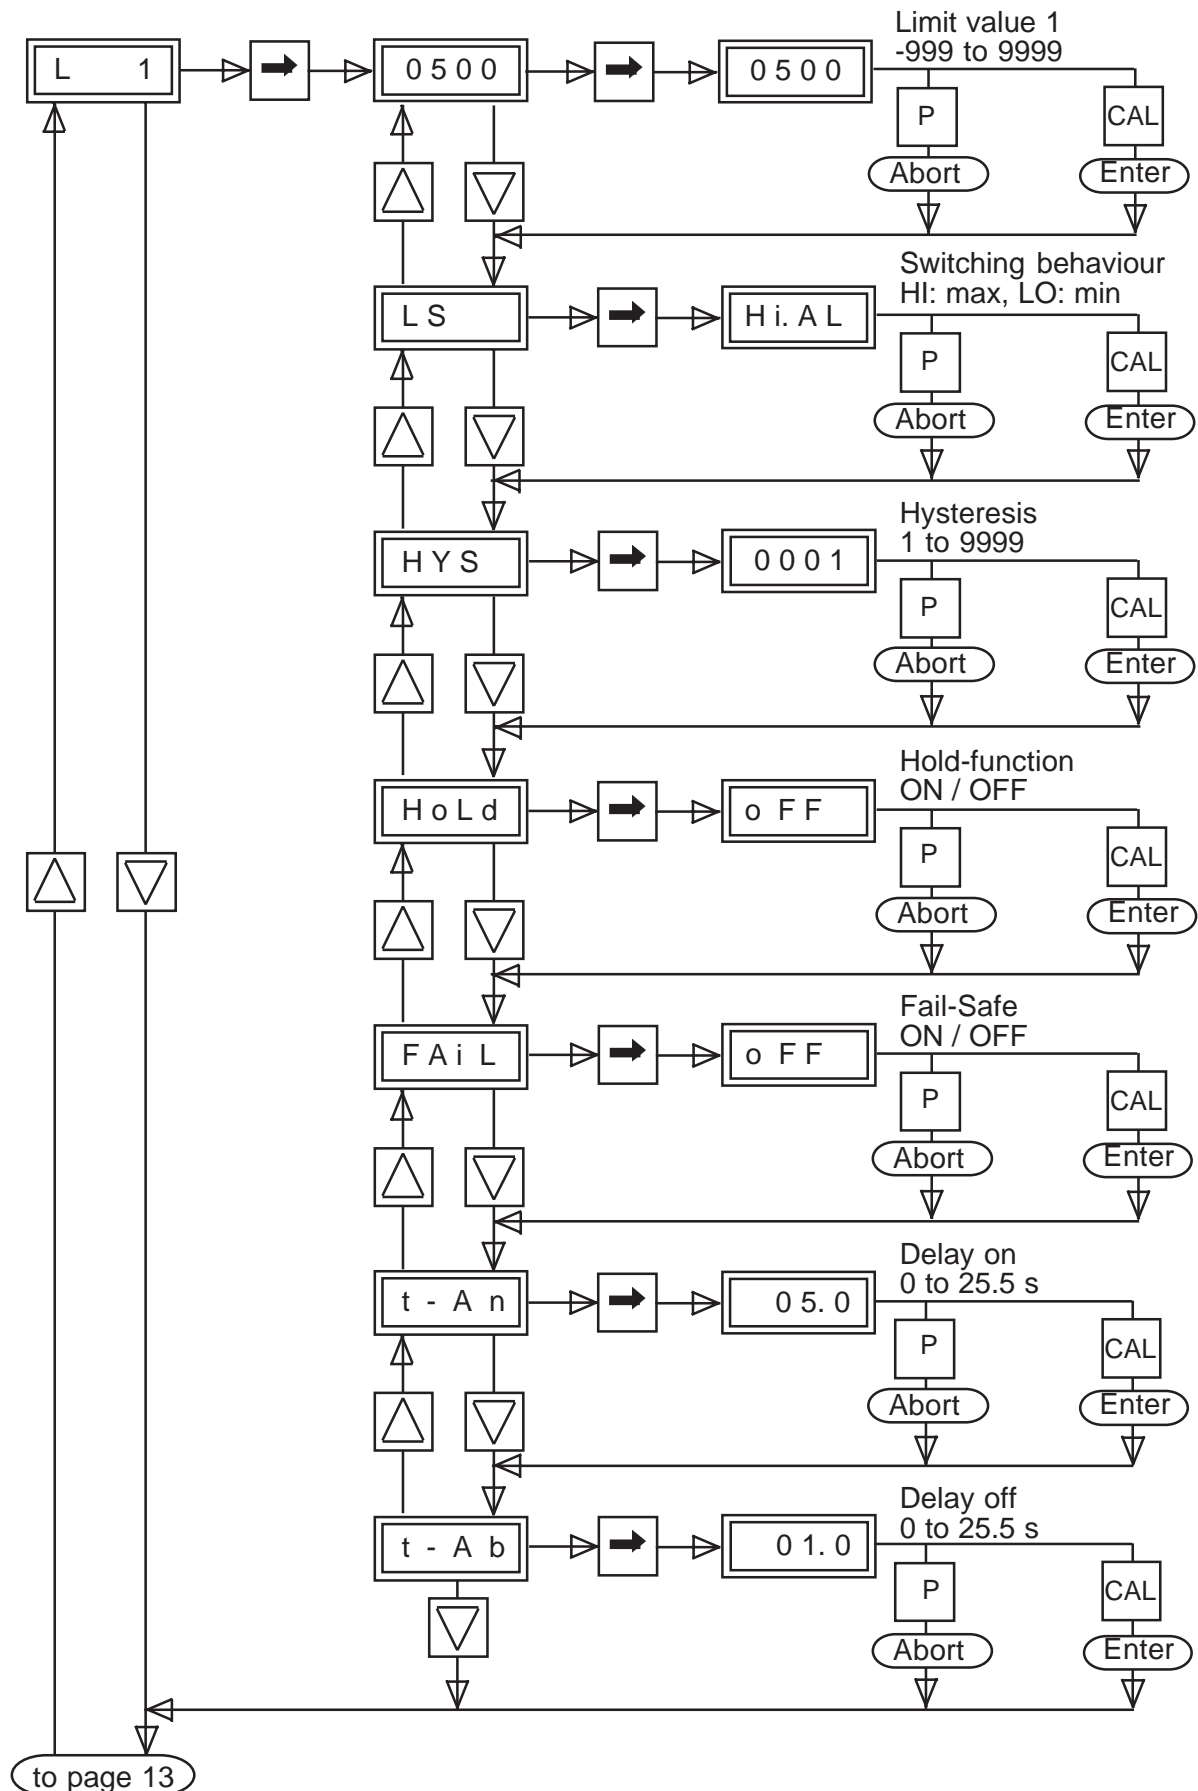 L 1
0500
0500
Limit value 1
-999 to 9999
P
CAL
Abort
Enter
LS
Hi.AL
Switching behaviour
HI: max, LO: min
P
CAL
Abort
Enter
HYS
0001
Hysteresis
1 to 9999
P
CAL
Abort
Enter
HoLd
oFF
Hold-function
ON / OFF
P
CAL
Abort
Enter
FAiL
oFF
Fail-Safe
ON / OFF
P
CAL
Abort
Enter
t-An
05.0
Delay on
0 to 25.5 s
P
CAL
Abort
Enter
t-Ab
01.0
Delay off
0 to 25.5 s
P
CAL
Abort
Enter
to page 13